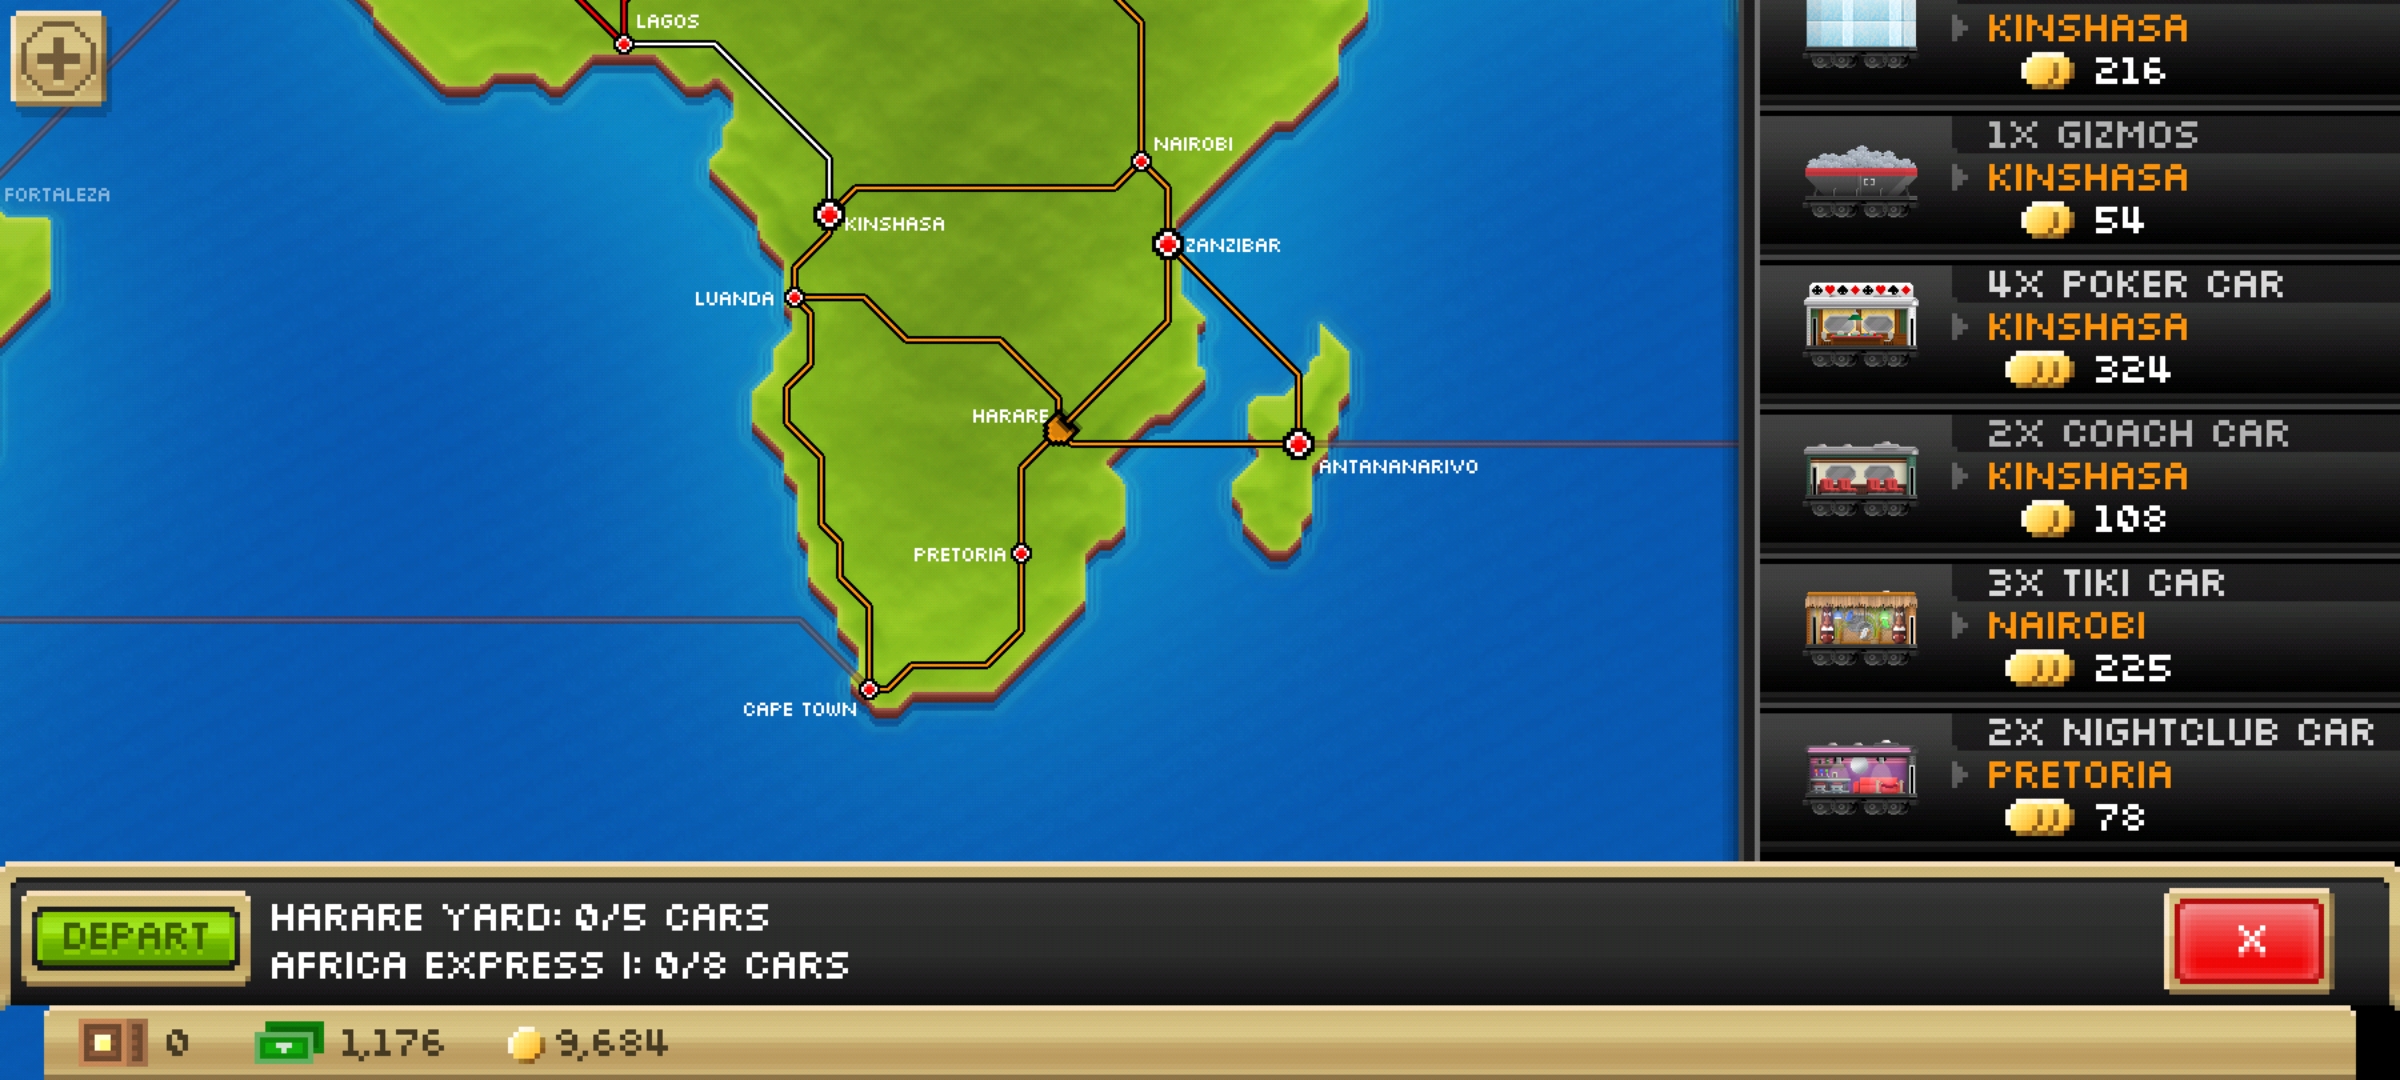 LAGOS
NAIROBI
FORTALEZA
KINSHASA
ZANZIBAR
LUANDA
HARARE
ANTANANARIVO
PRETORIA
CAPE TOWN
KINSHASA
216
1X GIZMOS
KINSHASA
54
4X POKER CAR
KINSHASA
324
2X COACH CAR
KINSHASA
108
3X TIKI CAR
NAIROBI
225
2X NIGHTCLUB CAR
PRETORIA
78
DEPART
HARARE YARD: 0/5 CARS
AFRICA EXPRESS I: 0/8 CARS
X
0 1,176 9,684